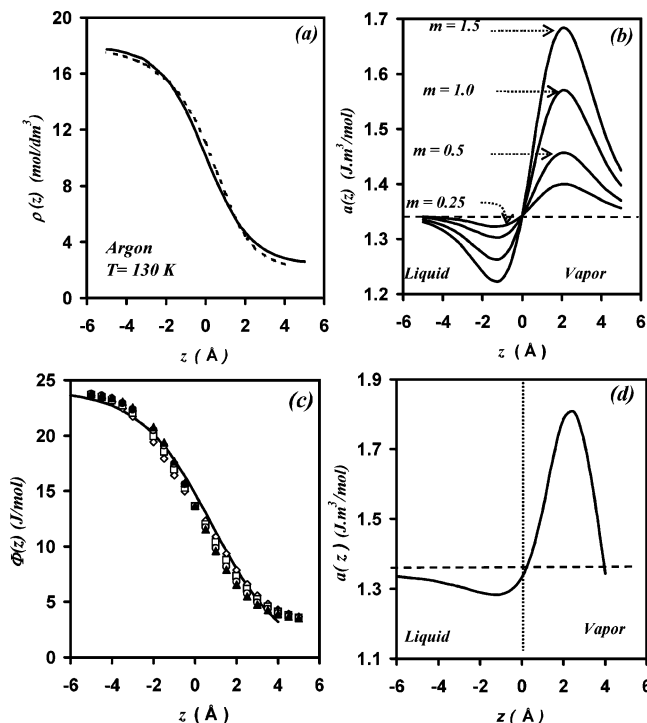 (a)
ρ(z) (mol/dm³)
20
16
12
8
4
0
Argon
T= 130 K
-6 -4 -2 0 2 4 6
z (Å)
(b)
a(z) (J.m³/mol)
1.7
1.6
1.5
1.4
1.3
1.2
m = 1.5
m = 1.0
m = 0.5
m = 0.25
Liquid Vapor
-6 -4 -2 0 2 4 6
z (Å)
(c)
Φ(z) (J/mol)
25
20
15
10
5
0
-6 -4 -2 0 2 4 6
z (Å)
(d)
a( z ) (J.m³/mol)
1.9
1.7
1.5
1.3
1.1
Liquid Vapor
-6 -4 -2 0 2 4 6
z (Å)